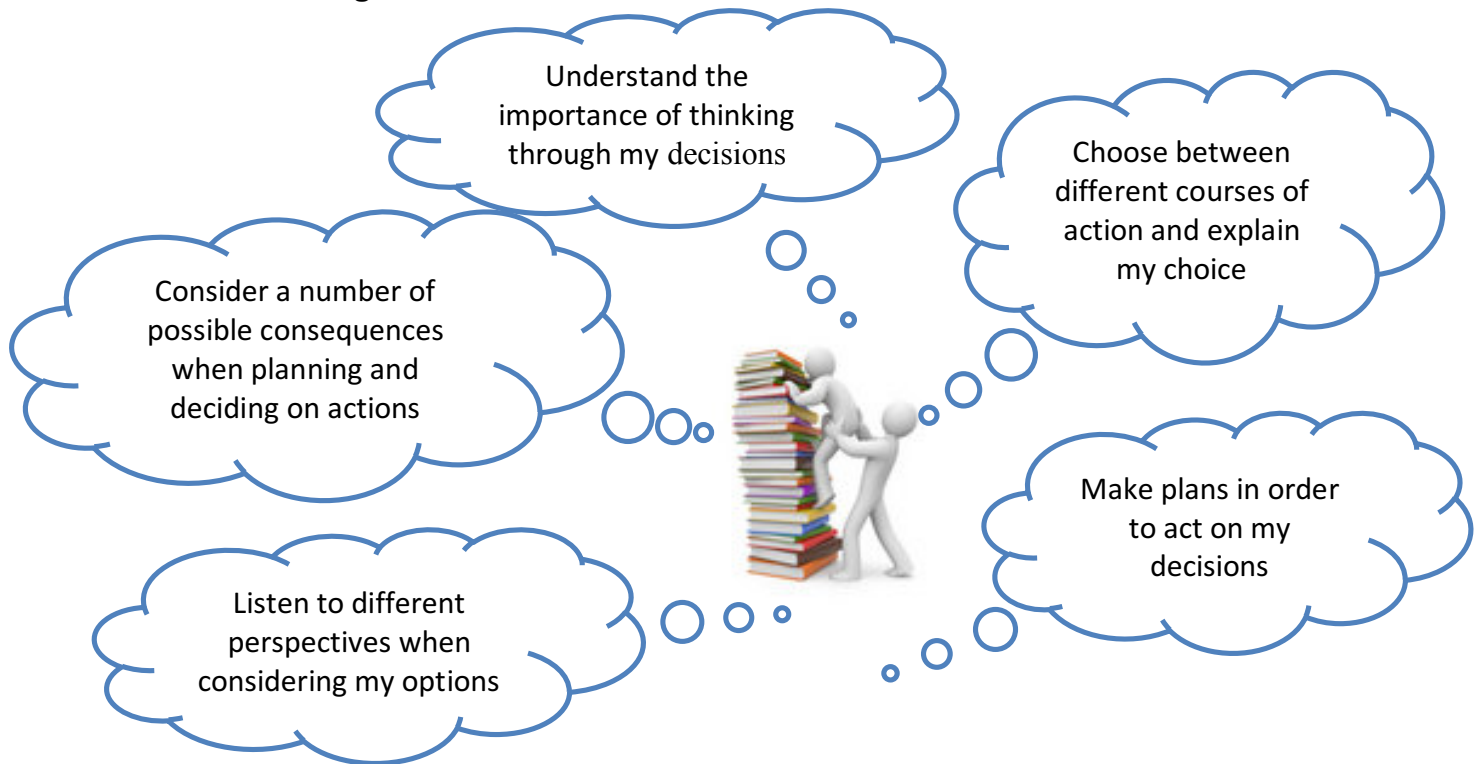 Understand the
importance of thinking
through my decisions
Choose between
different courses of
action and explain
my choice
Consider a number of
possible consequences
when planning and
deciding on actions
Make plans in order
to act on my
decisions
Listen to different
perspectives when
considering my options